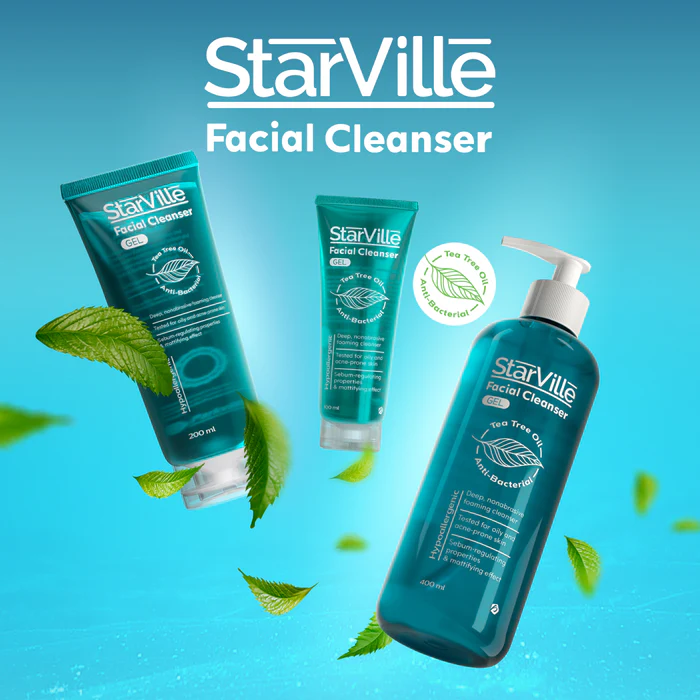 StarVille
Facial Cleanser
StarVille
Facial Cleanser
GEL
Tea Tree Oil
Anti-Bacterial
Deep, nonabrasive foaming cleanser
Tested for oily and acne-prone skin
Sebum-regulating properties
& mattifying effect
Hypoallergenic
200 ml
StarVille
Facial Cleanser
GEL
Tea Tree Oil
Anti-Bacterial
Deep, nonabrasive
foaming cleanser
Tested for oily and
acne-prone skin
Sebum-regulating
properties
& mattifying effect
Hypoallergenic
100 ml
Tea Tree Oil
Anti-Bacterial
StarVille
Facial Cleanser
GEL
Tea Tree Oil
Anti-Bacterial
Deep, nonabrasive
foaming cleanser
Tested for oily and
acne-prone skin
Sebum-regulating
properties
& mattifying effect
Hypoallergenic
400 ml